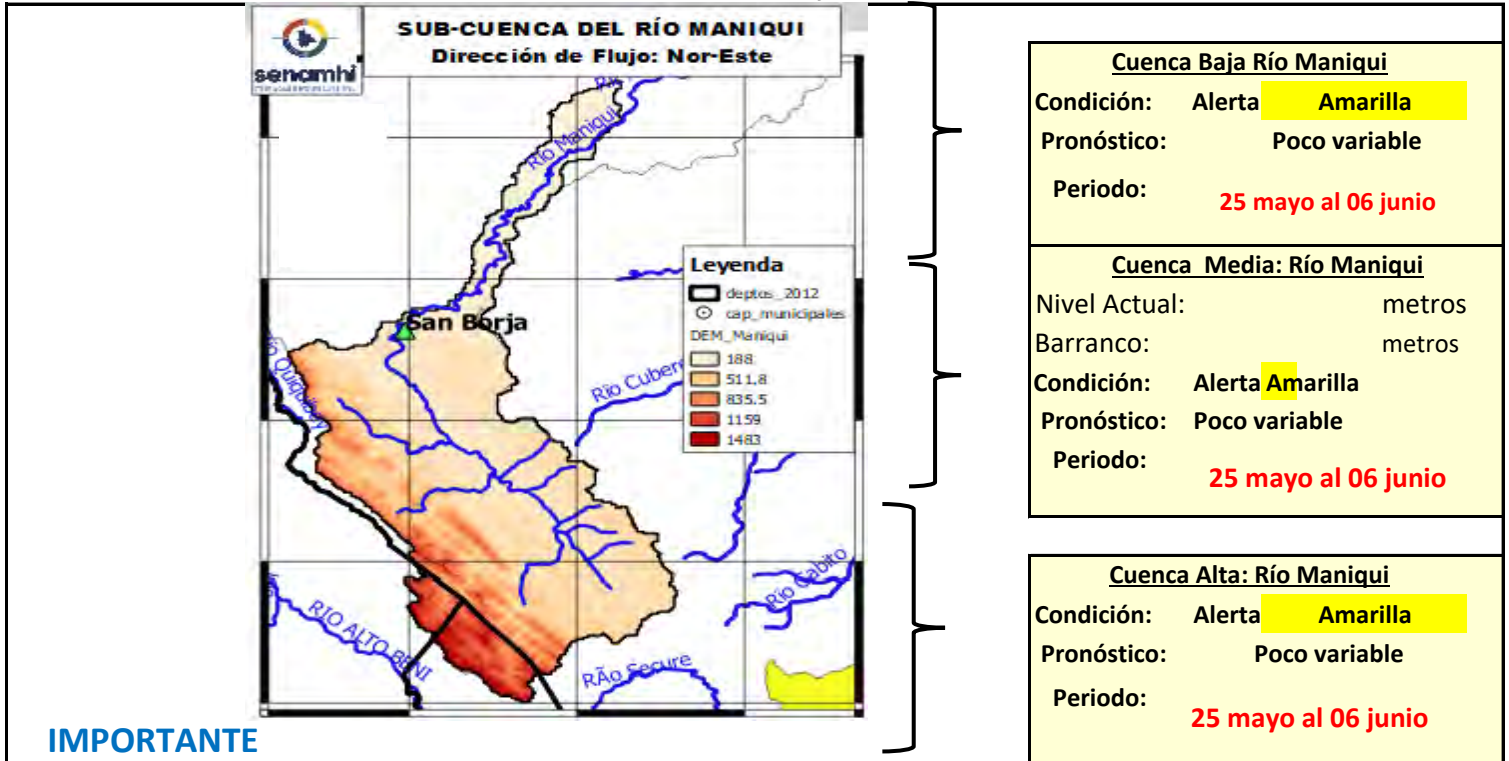 SUB-CUENCA DEL RÍO MANIQUI
Dirección de Flujo: Nor-Este
senamhi
Río Maniqui
San Borja
Leyenda
deptos_2012
cap_municipales
DEM_Maniqui
188
511.8
835.5
1159
1483
Quiquibey
Río
RIO ALTO BENI
RÃo Secure
Río Cabito
IMPORTANTE
Cuenca Baja Río Maniqui
Condición: Alerta Amarilla
Pronóstico: Poco variable
Periodo: 25 mayo al 06 junio
Cuenca Media: Río Maniqui
Nivel Actual: metros
Barranco: metros
Condición: Alerta Amarilla
Pronóstico: Poco variable
Periodo: 25 mayo al 06 junio
Cuenca Alta: Río Maniqui
Condición: Alerta Amarilla
Pronóstico: Poco variable
Periodo: 25 mayo al 06 junio